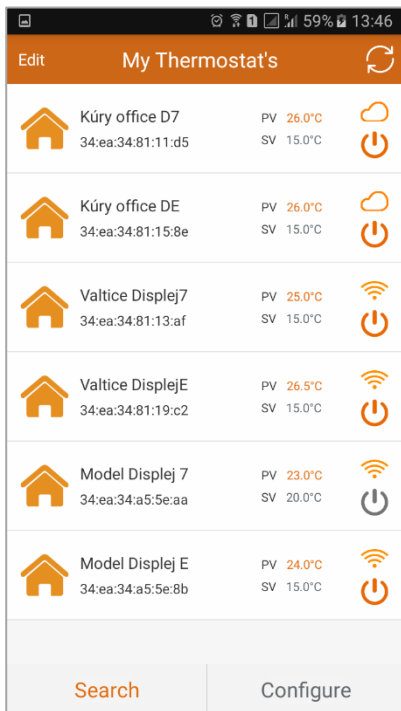 59% 13:46
Edit My Thermostat's
Kúry office D7 PV 26.0°C
34:ea:34:81:11:d5 SV 15.0°C
Kúry office DE PV 26.0°C
34:ea:34:81:15:8e SV 15.0°C
Valtice Displej7 PV 25.0°C
34:ea:34:81:13:af SV 15.0°C
Valtice DisplejE PV 26.5°C
34:ea:34:81:19:c2 SV 15.0°C
Model Displej 7 PV 23.0°C
34:ea:34:a5:5e:aa SV 20.0°C
Model Displej E PV 24.0°C
34:ea:34:a5:5e:8b SV 15.0°C
Search Configure